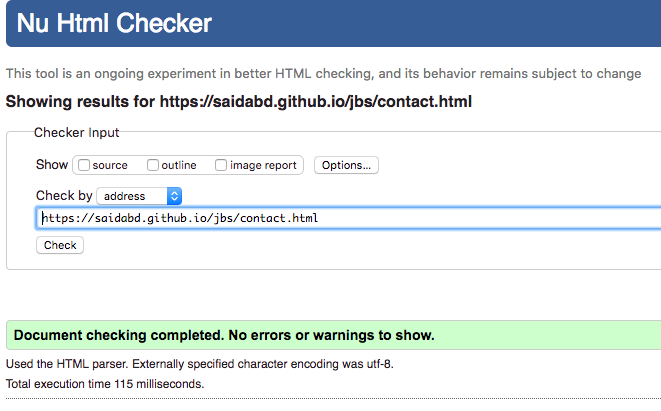 Nu Html Checker
This tool is an ongoing experiment in better HTML checking, and its behavior remains subject to change
Showing results for https://saidabd.github.io/jbs/contact.html
Checker Input
Show source outline image report Options...
Check by address
https://saidabd.github.io/jbs/contact.html
Check
Document checking completed. No errors or warnings to show.
Used the HTML parser. Externally specified character encoding was utf-8.
Total execution time 115 milliseconds.